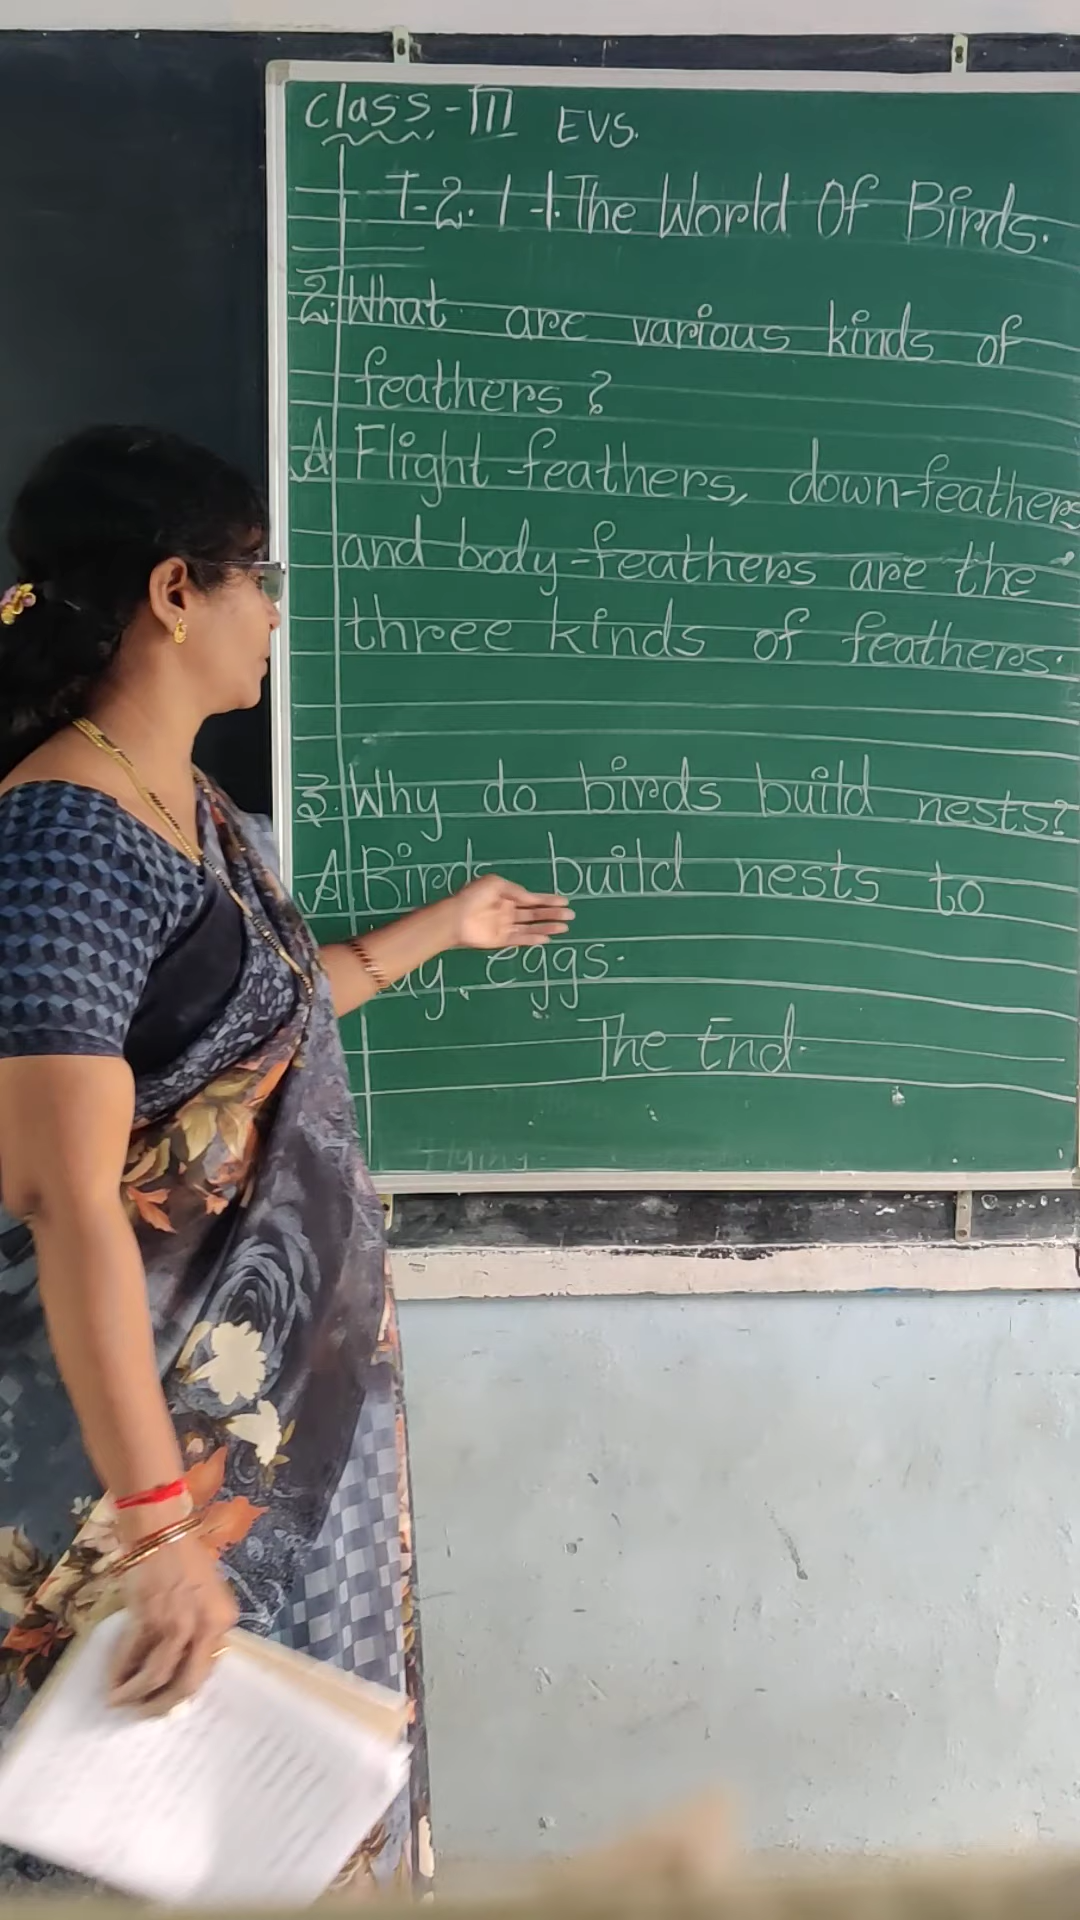 Class-III EVS.
T-2. L-1. The World Of Birds.
2. What are various kinds of
feathers?
A. Flight-feathers, down-feathers
and body-feathers are the
three kinds of feathers.
3. Why do birds build nests?
A. Birds build nests to
eggs.
The End.
Flying